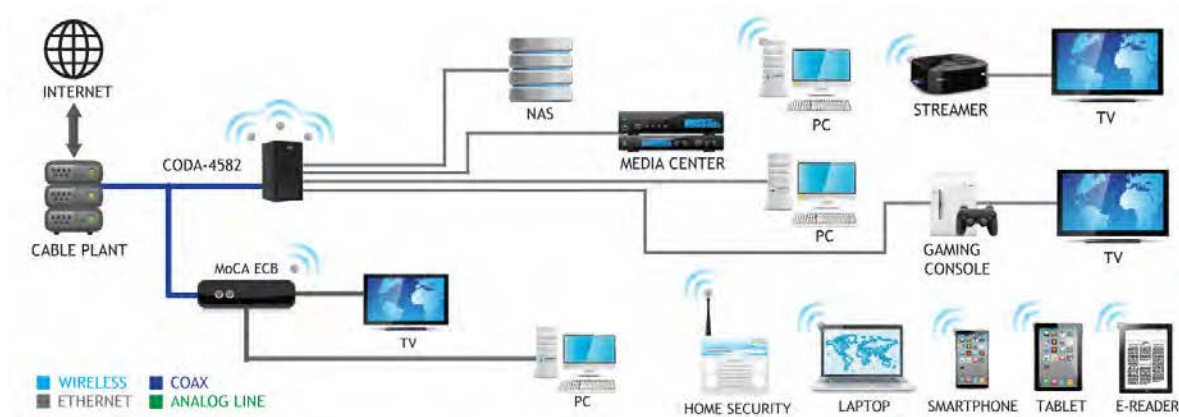 INTERNET
CABLE PLANT
CODA-4582
MoCA ECB
NAS
MEDIA CENTER
PC
STREAMER
TV
PC
GAMING
CONSOLE
TV
TV
PC
HOME SECURITY
LAPTOP
SMARTPHONE
TABLET
E-READER
WIRELESS
COAX
ETHERNET
ANALOG LINE